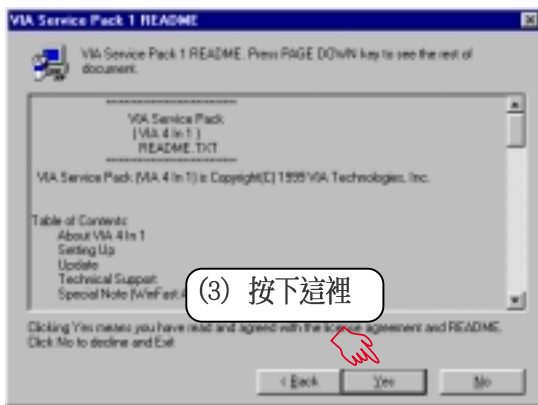 VIA Service Pack 1 README
VIA Service Pack 1 README. Press PAGE DOWN key to see the rest of
document.
VIA Service Pack
( VIA 4 In 1 )
README.TXT
VIA Service Pack (VIA 4 In 1) is Copyright(C) 1999 VIA Technologies, Inc.
Table of Contents:
About VIA 4 In 1
Setting Up
Update
Technical Support
Special Note (WinFast
(3) 按下這裡
Clicking Yes means you have read and agreed with the license agreement and README.
Click No to decline and Exit
< Back
Yes
No